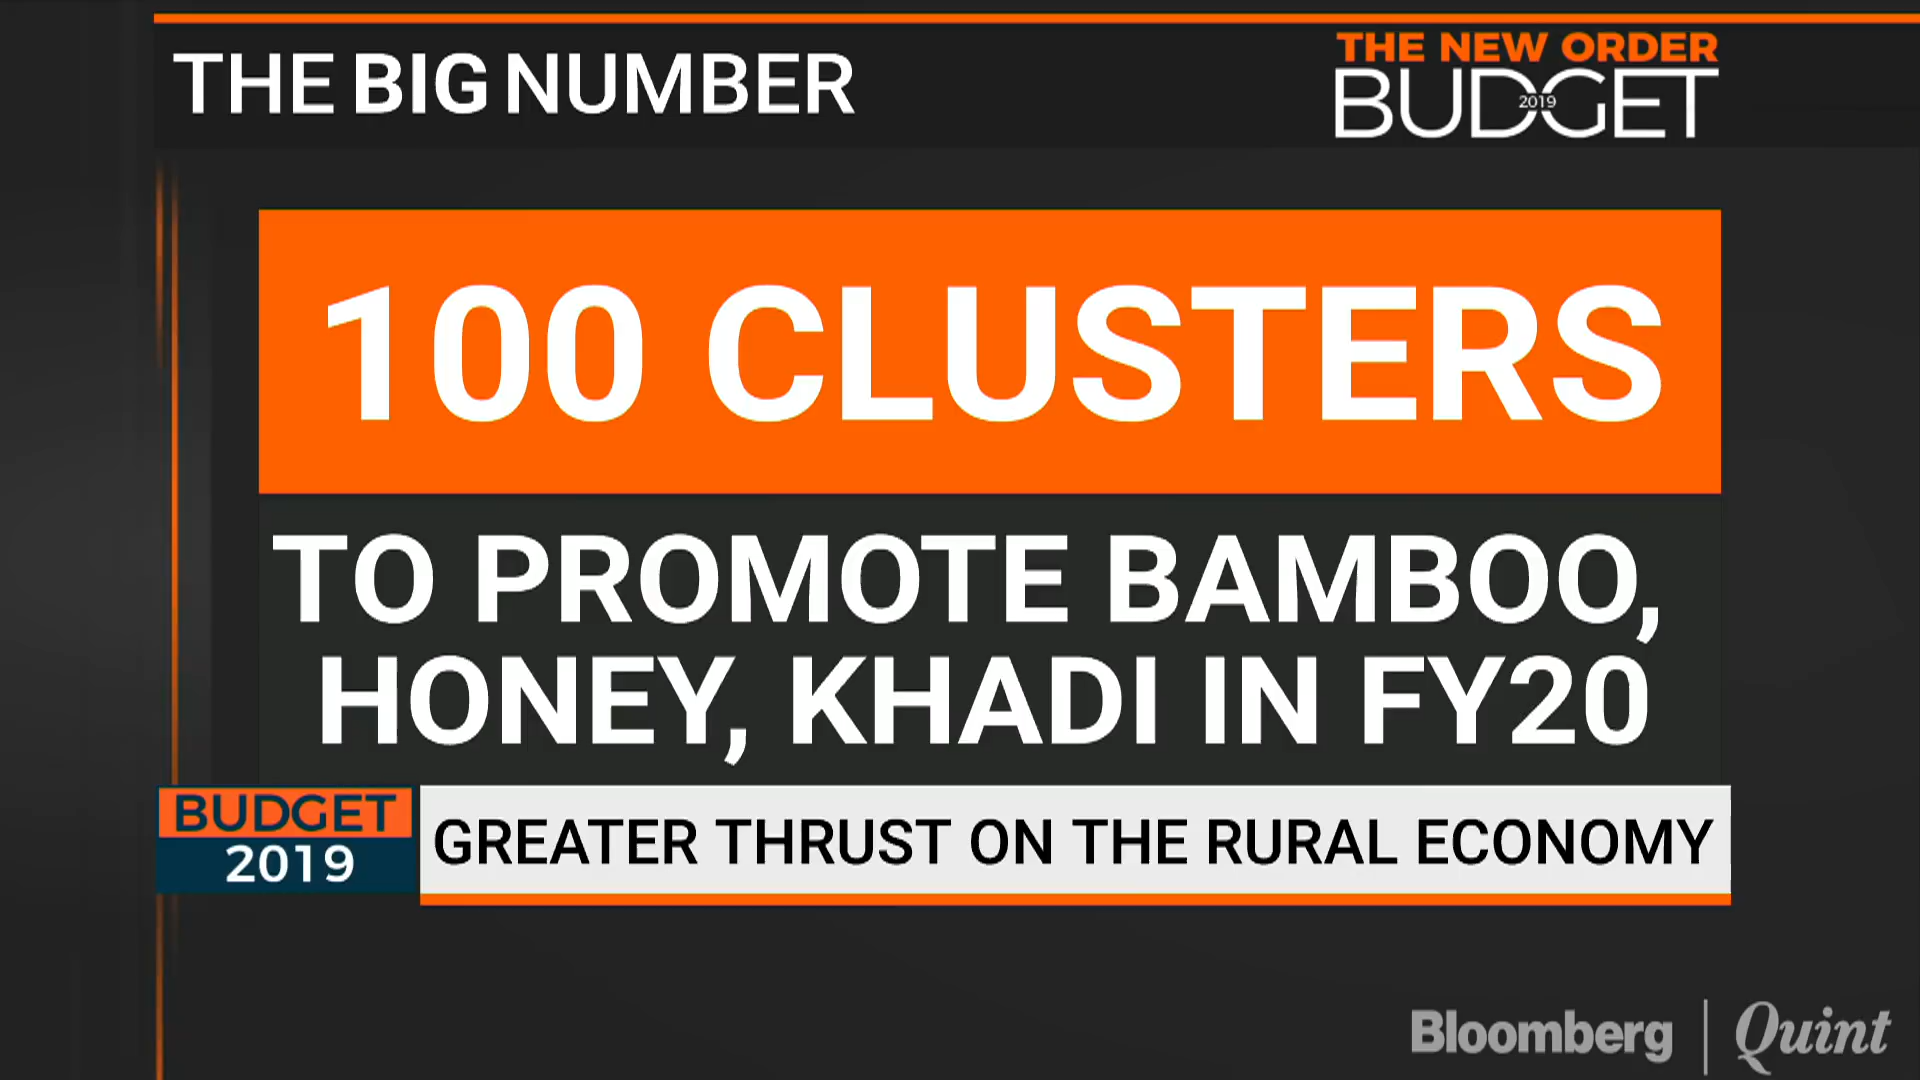 THE BIG NUMBER
THE NEW ORDER
BUDGET
2019
100 CLUSTERS
TO PROMOTE BAMBOO,
HONEY, KHADI IN FY20
BUDGET
2019
GREATER THRUST ON THE RURAL ECONOMY
Bloomberg | Quint